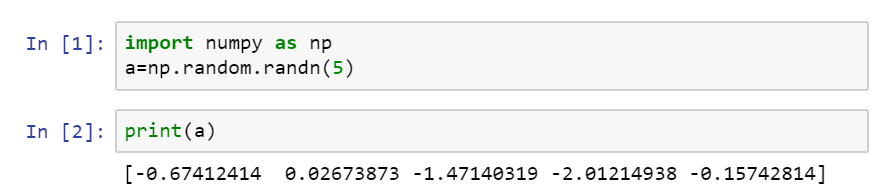 In [1]: import numpy as np
a=np.random.randn(5)
In [2]: print(a)
[-0.67412414  0.02673873 -1.47140319 -2.01214938 -0.15742814]